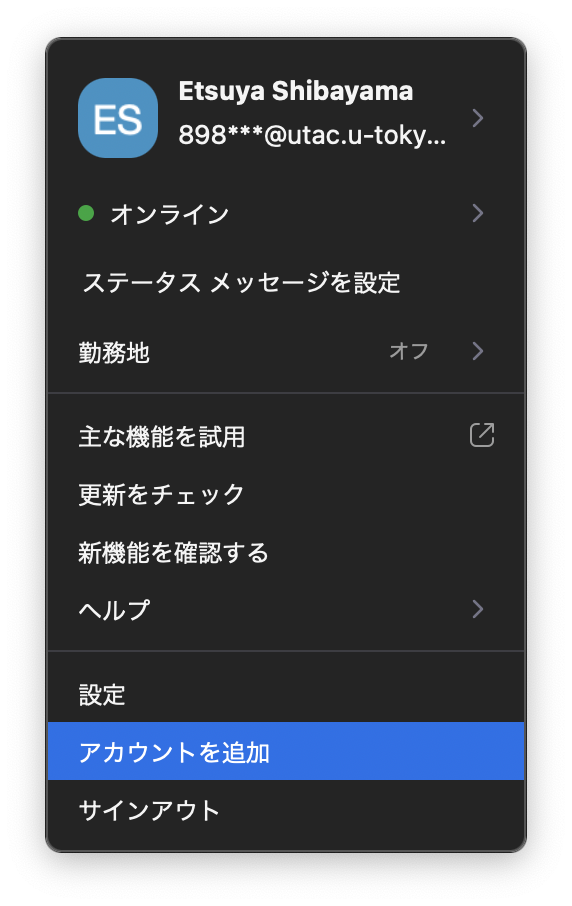 ES
Etsuya Shibayama
898***@utac.u-toky...
オンライン
ステータス メッセージを設定
勤務地 オフ
主な機能を試用
更新をチェック
新機能を確認する
ヘルプ
設定
アカウントを追加
サインアウト